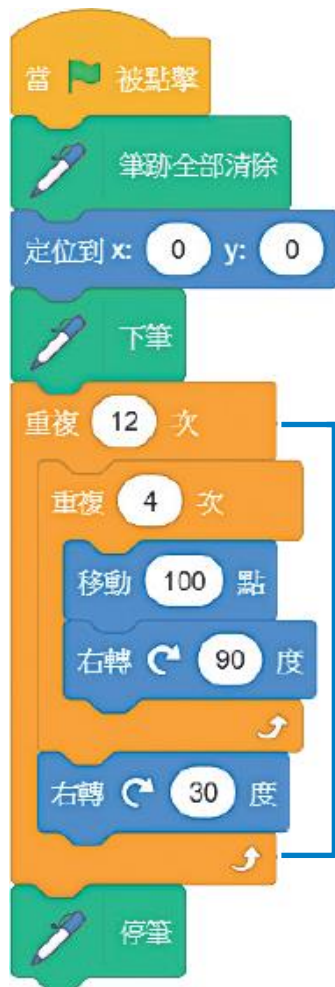 當 被點擊
筆跡全部清除
定位到 x: 0 y: 0
下筆
重複 12 次
重複 4 次
移動 100 點
右轉 90 度
右轉 30 度
停筆